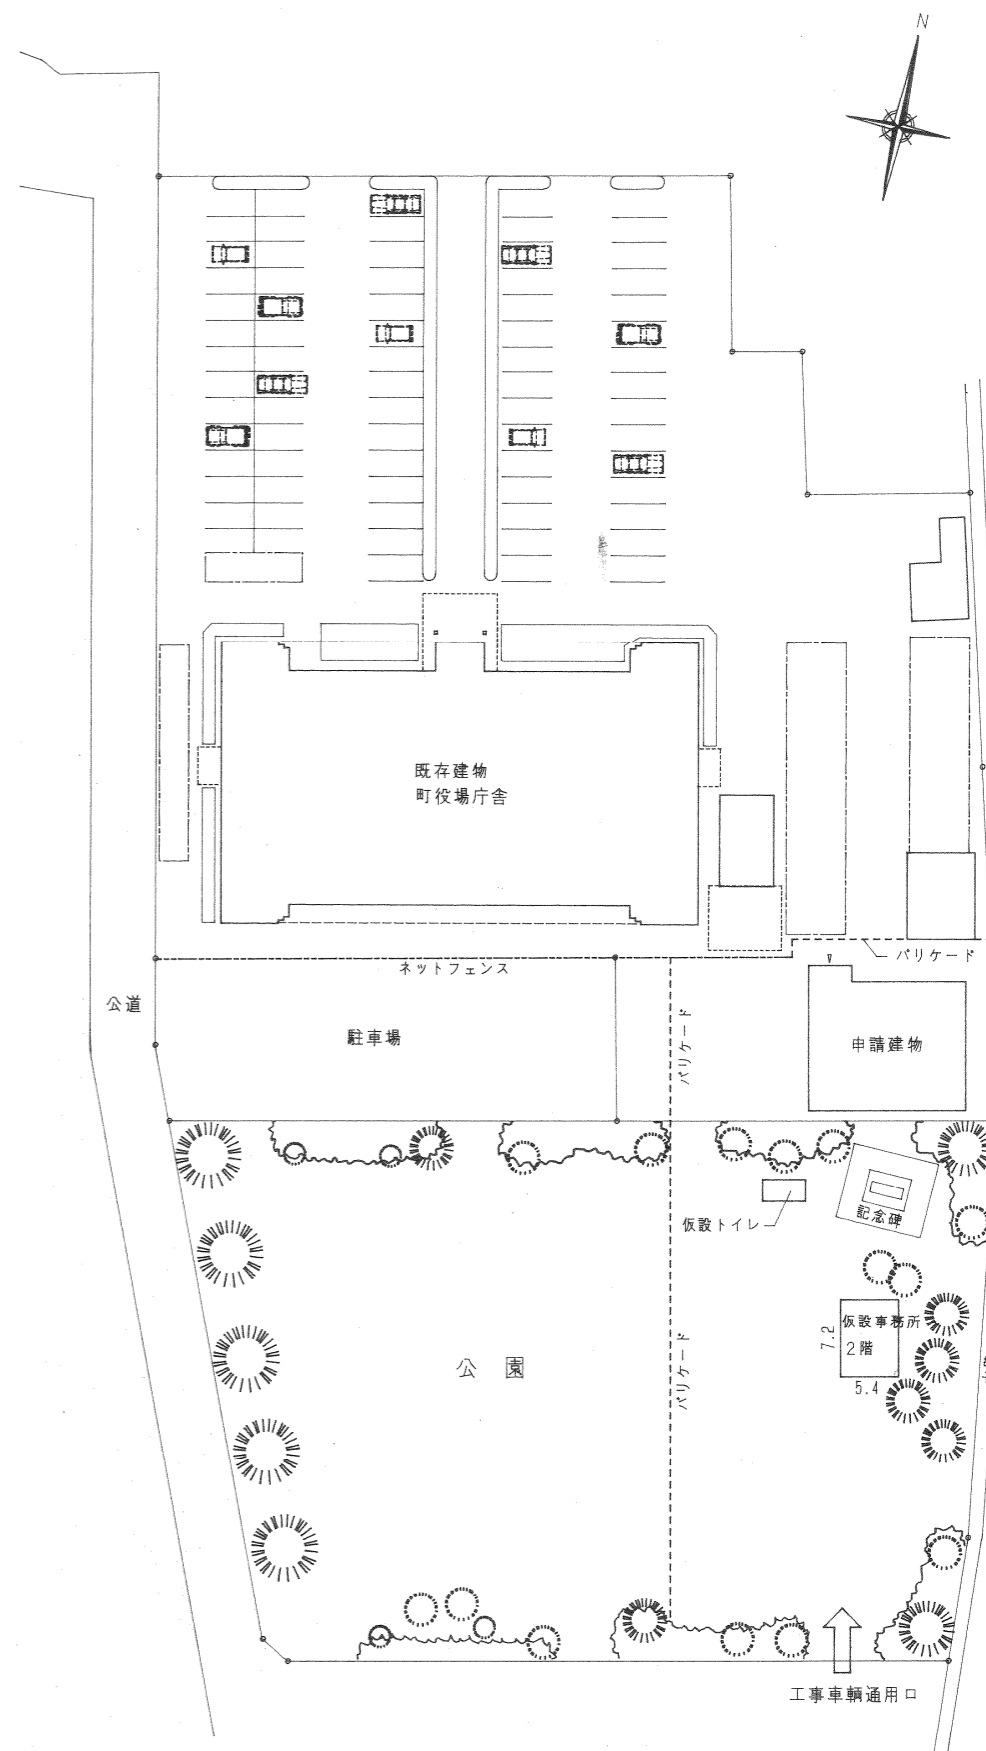 N
既存建物
町役場庁舎
バリケード
ネットフェンス
公道
駐車場
バリケード
申請建物
仮設トイレ
記念碑
仮設事務所
2階
7.2
5.4
公園
バリケード
工事車輌通用口